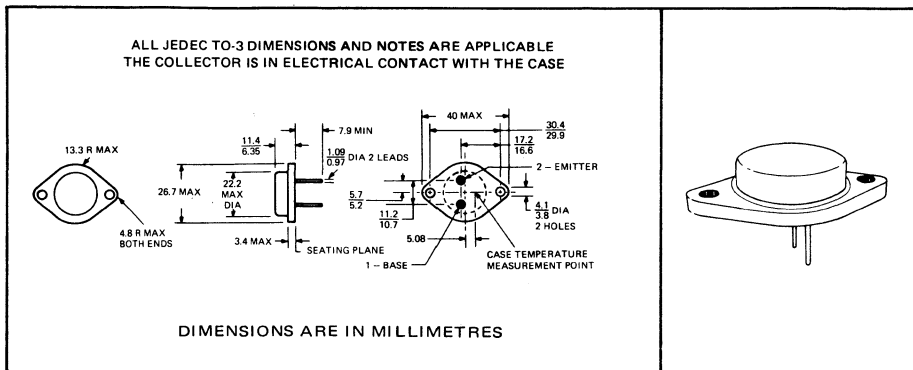 ALL JEDEC TO-3 DIMENSIONS AND NOTES ARE APPLICABLE
THE COLLECTOR IS IN ELECTRICAL CONTACT WITH THE CASE
13.3 R MAX
4.8 R MAX
BOTH ENDS
26.7 MAX
22.2
MAX
DIA
11.4
6.35
3.4 MAX
7.9 MIN
1.09
0.97
DIA 2 LEADS
SEATING PLANE
40 MAX
30.4
29.9
17.2
16.6
2 – EMITTER
5.7
5.2
11.2
10.7
4.1
3.8
DIA
2 HOLES
5.08
1 – BASE
CASE TEMPERATURE
MEASUREMENT POINT
DIMENSIONS ARE IN MILLIMETRES